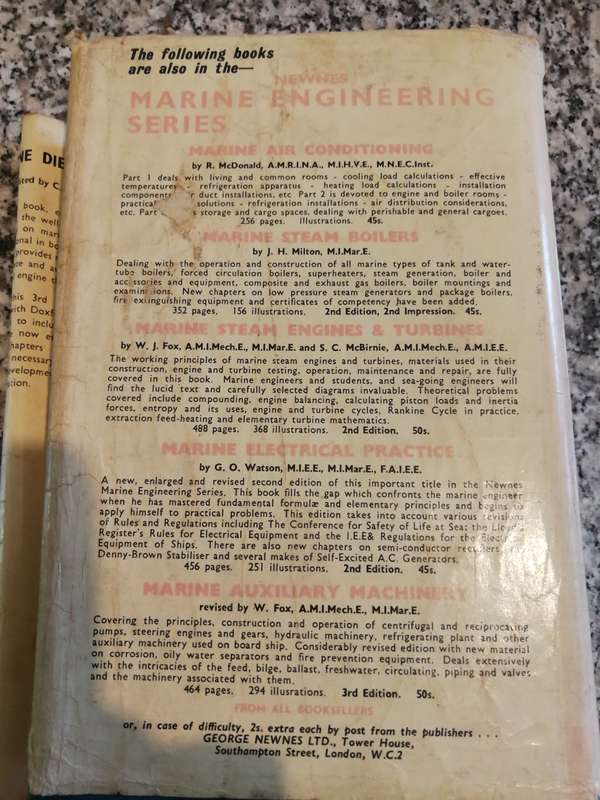 The following books
are also in the—
NEWNES
MARINE ENGINEERING
SERIES
MARINE AIR CONDITIONING
by R. McDonald, A.M.R.I.N.A., M.I.H.V.E., M.N.E.C.Inst.
Part 1 deals with living and common rooms - cooling load calculations - effective
temperatures - refrigeration apparatus - heating load calculations - installation
duct installations, etc Part 2 is devoted to engine and boiler rooms -
practical solutions - refrigeration installations - air distribution considerations,
etc. Part storage and cargo spaces, dealing with perishable and general cargoes.
256 pages. Illustrations. 45s.
MARINE STEAM BOILERS
by J. H. Milton, M.I.Mar.E.
Dealing with the operation and construction of all marine types of tank and water-
tube boilers, forced circulation boilers, superheaters, steam generation, boiler and
accessories and equipment, composite and exhaust gas boilers, boiler mountings and
examinations. New chapters on low pressure steam generators and package boilers,
fire extinguishing equipment and certificates of competency have been added.
352 pages. 156 illustrations. 2nd Edition, 2nd Impression. 45s.
MARINE STEAM ENGINES & TURBINES
by W. J. Fox, A.M.I.Mech.E., M.I.Mar.E. and S. C. McBirnie, A.M.I.Mech.E., A.M.I.E.E.
The working principles of marine steam engines and turbines, materials used in their
construction, engine and turbine testing, operation, maintenance and repair, are fully
covered in this book. Marine engineers and students, and sea-going engineers will
find the lucid text and carefully selected diagrams invaluable. Theoretical problems
covered include compounding, engine balancing, calculating piston loads and inertia
forces, entropy and its uses, engine and turbine cycles, Rankine Cycle in practice,
extraction feed-heating and elementary turbine mathematics.
488 pages. 368 illustrations. 2nd Edition. 50s.
MARINE ELECTRICAL PRACTICE
by G. O. Watson, M.I.E.E., M.I.Mar.E., F.A.I.E.E.
A new, enlarged and revised second edition of this important title in the Newnes
Marine Engineering Series. This book fills the gap which confronts the marine engineer
when he has mastered fundamental formulæ and elementary principles and begins to
apply himself to practical problems. This edition takes into account various revisions
of Rules and Regulations including The Conference for Safety of Life at Sea; the Lloyd's
Register's Rules for Electrical Equipment and the I.E.E& Regulations for the Electrical
Equipment of Ships. There are also new chapters on semi-conductor rectifiers,
Denny-Brown Stabiliser and several makes of Self-Excited A.C. Generators.
456 pages. 251 illustrations. 2nd Edition. 45s.
MARINE AUXILIARY MACHINERY
revised by W. Fox, A.M.I.Mech.E., M.I.Mar.E.
Covering the principles, construction and operation of centrifugal and reciprocating
pumps, steering engines and gears, hydraulic machinery, refrigerating plant and other
auxiliary machinery used on board ship. Considerably revised edition with new material
on corrosion, oily water separators and fire prevention equipment. Deals extensively
with the intricacies of the feed, bilge, ballast, freshwater, circulating, piping and valves
and the machinery associated with them.
464 pages. 294 illusrations. 3rd Edition. 50s.
FROM ALL BOOKSELLERS
or, in case of difficulty, 2s. extra each by post from the publishers . . .
GEORGE NEWNES LTD., Tower House,
Southampton Street, London, W.C.2